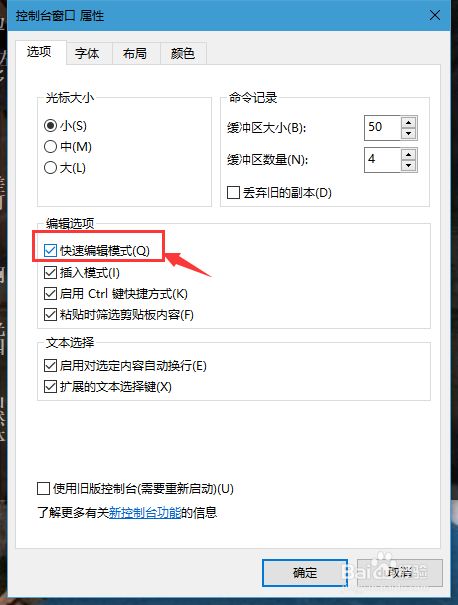 控制台窗口 属性
选项 字体 布局 颜色
光标大小
小(S)
中(M)
大(L)
命令记录
缓冲区大小(B): 50
缓冲区数量(N): 4
丢弃旧的副本(D)
编辑选项
快速编辑模式(Q)
插入模式(I)
启用 Ctrl 键快捷方式(K)
粘贴时筛选剪贴板内容(F)
文本选择
启用对选定内容自动换行(E)
扩展的文本选择键(X)
使用旧版控制台(需要重新启动)(U)
了解更多有关新控制台功能的信息
确定 取消